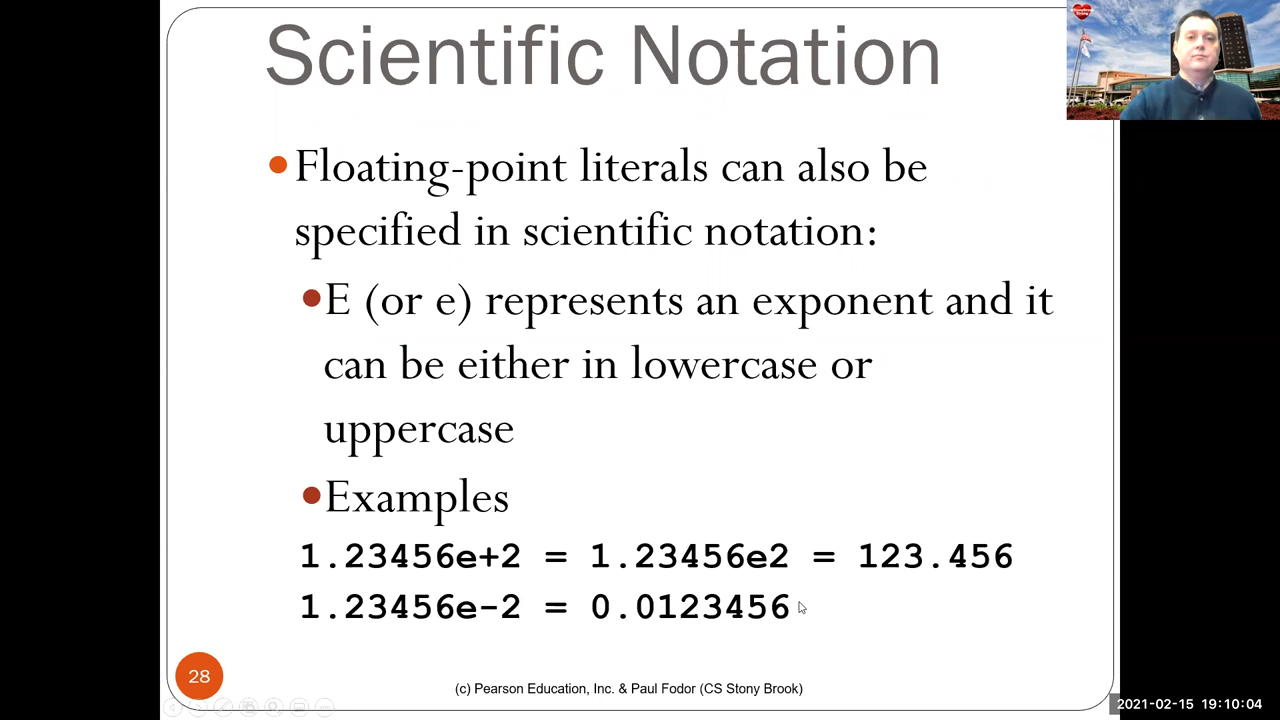 Scientific Notation
Floating-point literals can also be
specified in scientific notation:
E (or e) represents an exponent and it
can be either in lowercase or
uppercase
Examples
1.23456e+2 = 1.23456e2 = 123.456
1.23456e-2 = 0.0123456
28
(c) Pearson Education, Inc. & Paul Fodor (CS Stony Brook)
2021-02-15 19:10:04